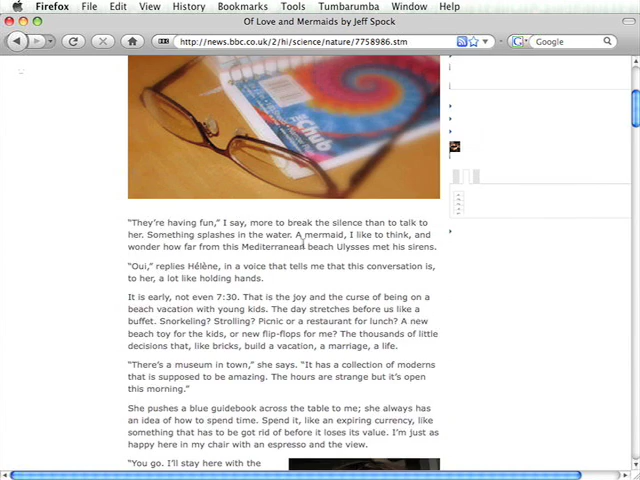 Firefox File Edit View History Bookmarks Tools Tumbarumba Window Help
Of Love and Mermaids by Jeff Spock
http://news.bbc.co.uk/2/hi/science/nature/7758986.stm
Google
Chub
"They're having fun," I say, more to break the silence than to talk to
her. Something splashes in the water. A mermaid, I like to think, and
wonder how far from this Mediterranean beach Ulysses met his sirens.
"Oui," replies Hélène, in a voice that tells me that this conversation is,
to her, a lot like holding hands.
It is early, not even 7:30. That is the joy and the curse of being on a
beach vacation with young kids. The day stretches before us like a
buffet. Snorkeling? Strolling? Picnic or a restaurant for lunch? A new
beach toy for the kids, or new flip-flops for me? The thousands of little
decisions that, like bricks, build a vacation, a marriage, a life.
"There's a museum in town," she says. "It has a collection of moderns
that is supposed to be amazing. The hours are strange but it's open
this morning."
She pushes a blue guidebook across the table to me; she always has
an idea of how to spend time. Spend it, like an expiring currency, like
something that has to be got rid of before it loses its value. I'm just as
happy here in my chair with an espresso and the view.
"You go. I'll stay here with the